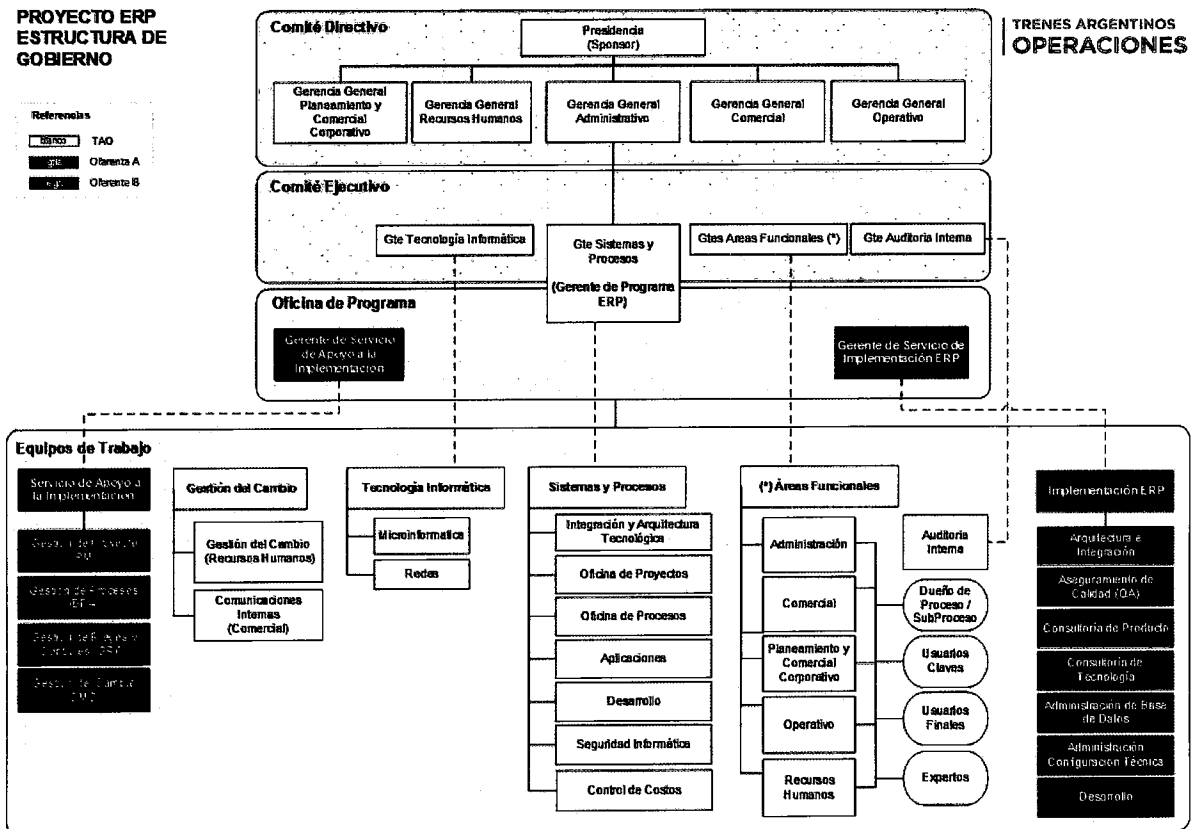 PROYECTO ERP
ESTRUCTURA DE
GOBIERNO
TRENES ARGENTINOS
OPERACIONES
Referencias
blanco
TAO
Oferente A
Oferente B
Comité Directivo
Presidencia
(Sponsor)
Gerencia General
Planeamiento y
Comercial
Corporativo
Gerencia General
Recursos Humanos
Gerencia General
Administrativo
Gerencia General
Comercial
Gerencia General
Operativo
Comité Ejecutivo
Gte Tecnología Informática
Gte Sistemas y
Procesos
(Gerente de Programa
ERP)
Gtes Areas Funcionales (*)
Gte Auditoria Interna
Oficina de Programa
Gerente de Servicio
de Apoyo a la
Implementación
Gerente de Servicio de
Implementación ERP
Equipos de Trabajo
Servicio de Apoyo a
la Implementación
Gestión de Procesos
Gestión de Cambio
Gestión del Cambio
Gestión del Cambio
(Recursos Humanos)
Comunicaciones
Internas
(Comercial)
Tecnología Informática
Microinformatica
Redes
Sistemas y Procesos
Integración y Arquitectura
Tecnológica
Oficina de Proyectos
Oficina de Procesos
Aplicaciones
Desarrollo
Seguridad Informática
Control de Costos
(*) Áreas Funcionales
Administración
Comercial
Planeamiento y
Comercial
Corporativo
Operativo
Recursos
Humanos
Auditoria
Interna
Dueño de
Proceso /
SubProceso
Usuarios
Claves
Usuarios
Finales
Expertos
Implementación ERP
Arquitectura e
Integración
Aseguramiento de
Calidad (QA)
Consultoría de Producto
Consultoría de
Tecnología
Administración de Base
de Datos
Administración
Configuración Técnica
Desarrollo